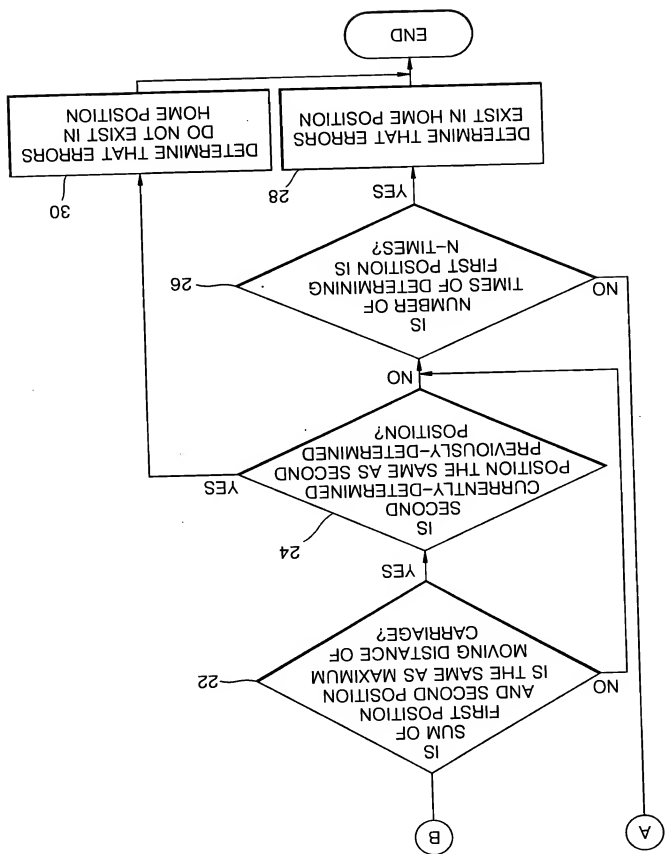 A
B
IS
SUM OF
FIRST POSITION
AND SECOND POSITION
IS THE SAME AS MAXIMUM
MOVING DISTANCE OF
CARRIAGE?
22
NO
YES
IS
SECOND
CURRENTLY-DETERMINED
POSITION THE SAME AS SECOND
PREVIOUSLY-DETERMINED
POSITION?
24
YES
NO
IS
NUMBER OF
TIMES OF DETERMINING
FIRST POSITION IS
N-TIMES?
26
NO
YES
28
DETERMINE THAT ERRORS
EXIST IN HOME POSITION
30
DETERMINE THAT ERRORS
DO NOT EXIST IN
HOME POSITION
END